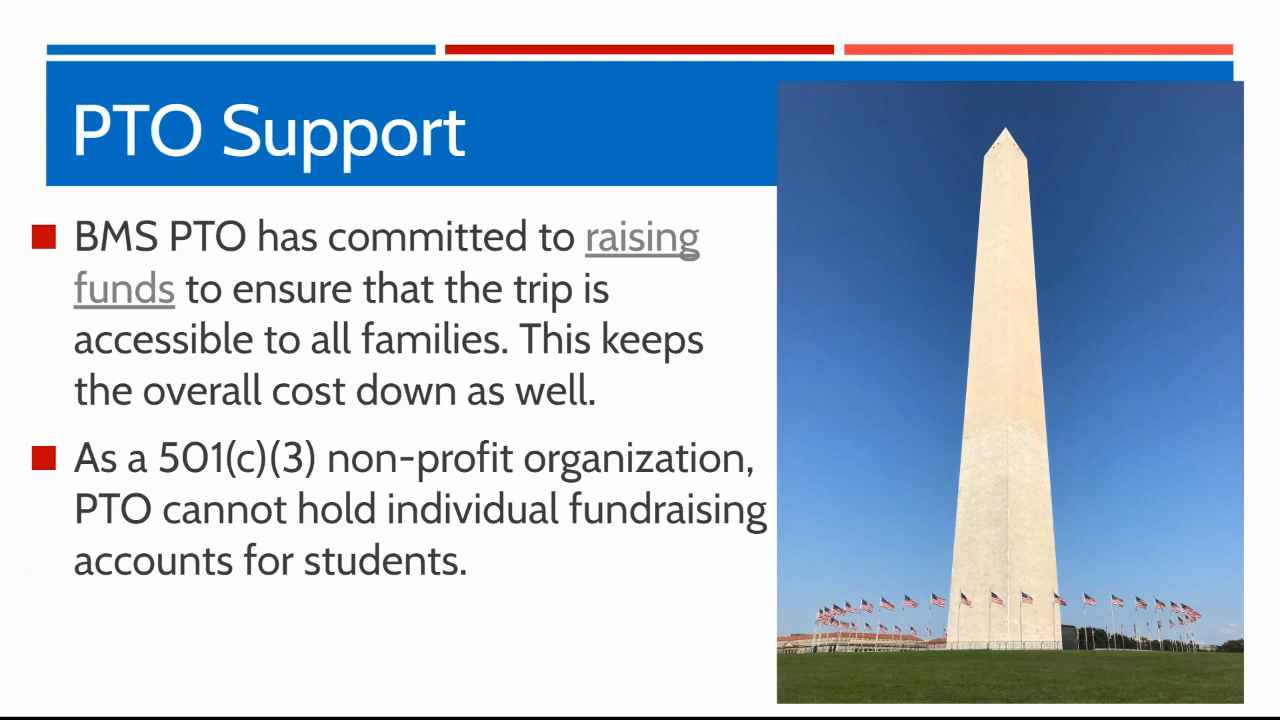 PTO Support
BMS PTO has committed to raising
funds to ensure that the trip is
accessible to all families. This keeps
the overall cost down as well.
As a 501(c)(3) non-profit organization,
PTO cannot hold individual fundraising
accounts for students.